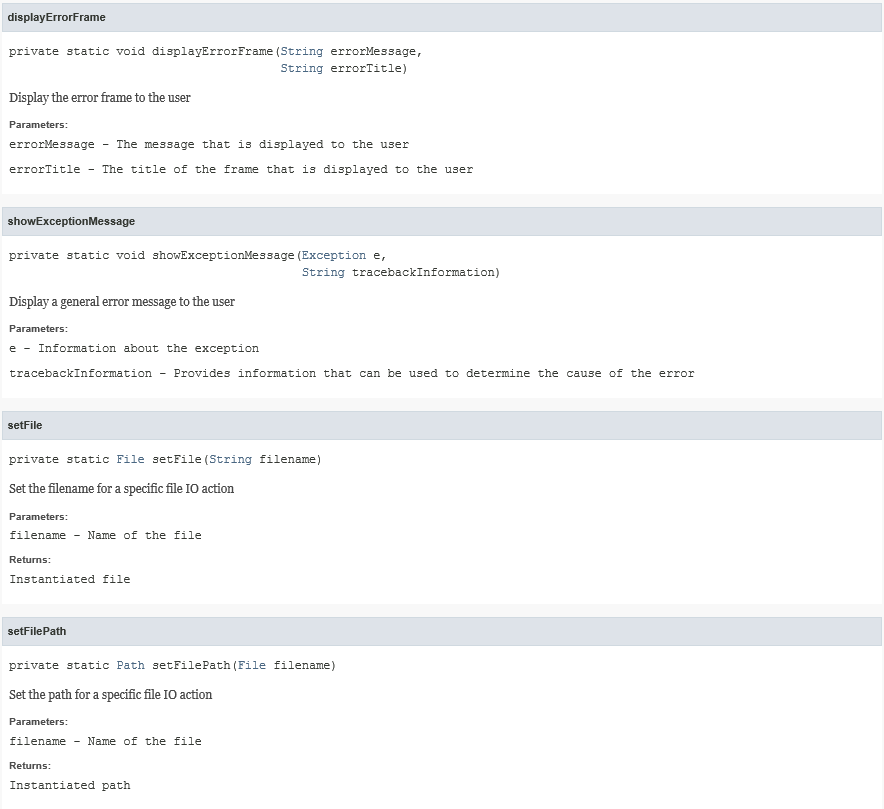 displayErrorFrame
private static void displayErrorFrame(String errorMessage,
String errorTitle)
Display the error frame to the user
Parameters:
errorMessage - The message that is displayed to the user
errorTitle - The title of the frame that is displayed to the user
showExceptionMessage
private static void showExceptionMessage(Exception e,
String tracebackInformation)
Display a general error message to the user
Parameters:
e - Information about the exception
tracebackInformation - Provides information that can be used to determine the cause of the error
setFile
private static File setFile(String filename)
Set the filename for a specific file IO action
Parameters:
filename - Name of the file
Returns:
Instantiated file
setFilePath
private static Path setFilePath(File filename)
Set the path for a specific file IO action
Parameters:
filename - Name of the file
Returns:
Instantiated path